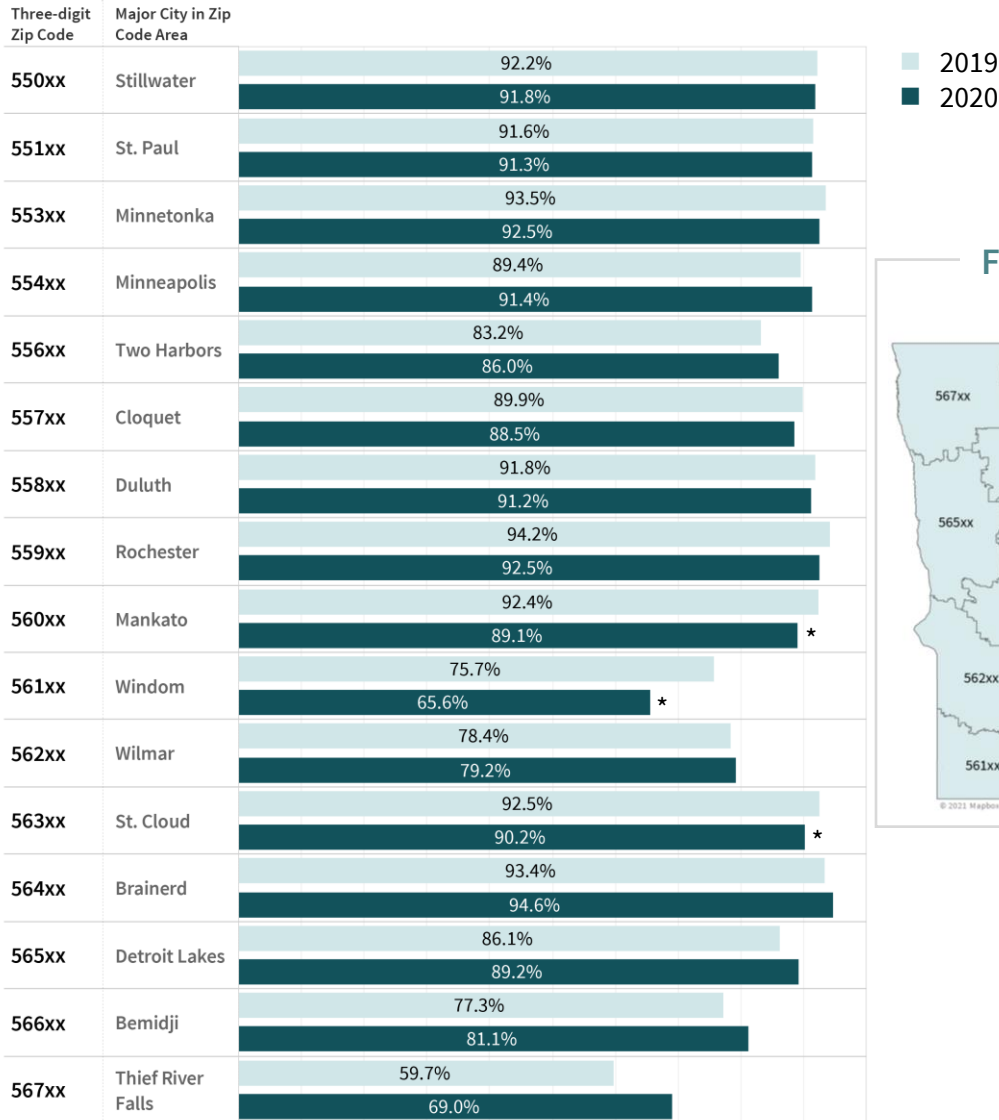 Three-digit Zip Code
Major City in Zip Code Area
2019
2020
550xx Stillwater 92.2%
91.8%
551xx St. Paul 91.6%
91.3%
553xx Minnetonka 93.5%
92.5%
554xx Minneapolis 89.4%
91.4%
556xx Two Harbors 83.2%
86.0%
557xx Cloquet 89.9%
88.5%
558xx Duluth 91.8%
91.2%
559xx Rochester 94.2%
92.5%
560xx Mankato 92.4%
89.1% *
561xx Windom 75.7%
65.6% *
562xx Wilmar 78.4%
79.2%
563xx St. Cloud 92.5%
90.2% *
564xx Brainerd 93.4%
94.6%
565xx Detroit Lakes 86.1%
89.2%
566xx Bemidji 77.3%
81.1%
567xx Thief River Falls 59.7%
69.0%
F
567xx
565xx
562xx
561xx
© 2021 Mapbox